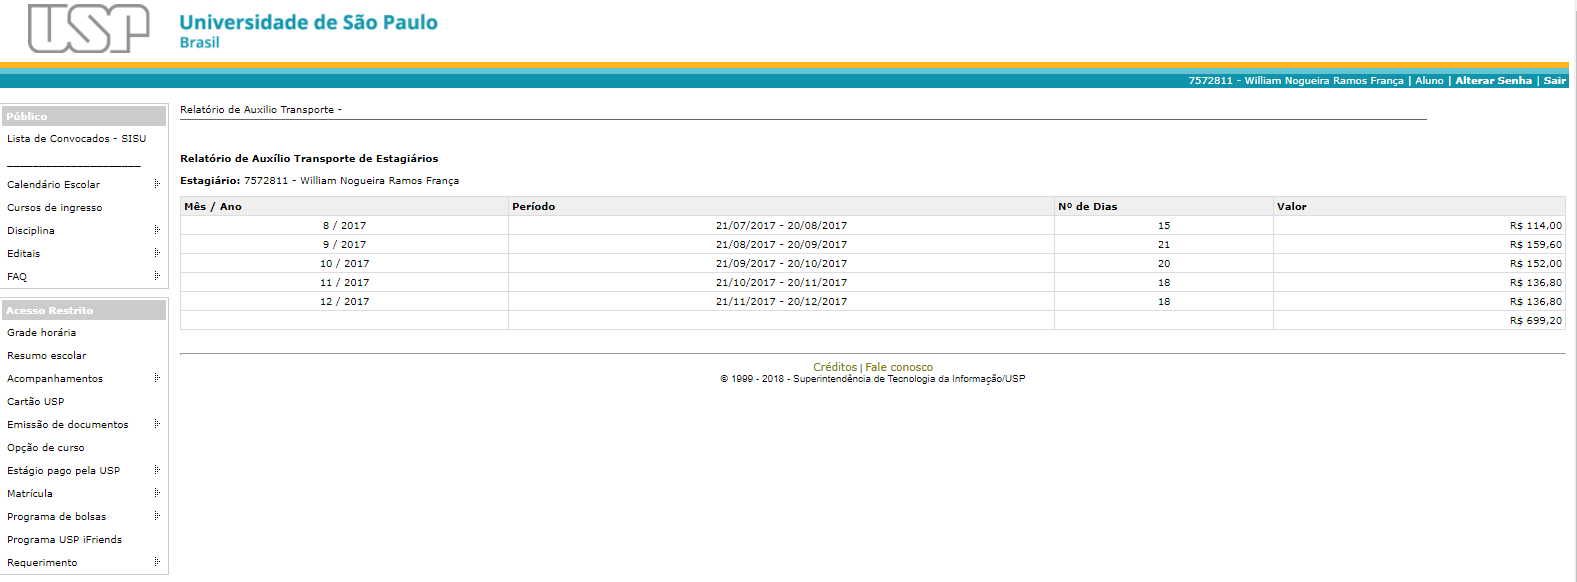 USP
Universidade de São Paulo
Brasil
7572811 - William Nogueira Ramos França | Aluno | Alterar Senha | Sair
Público
Lista de Convocados - SISU
_____________________
Calendário Escolar
Cursos de ingresso
Disciplina
Editais
FAQ
Acesso Restrito
Grade horária
Resumo escolar
Acompanhamentos
Cartão USP
Emissão de documentos
Opção de curso
Estágio pago pela USP
Matrícula
Programa de bolsas
Programa USP iFriends
Requerimento
Relatório de Auxilio Transporte -
Relatório de Auxílio Transporte de Estagiários
Estagiário: 7572811 - William Nogueira Ramos França
Mês / Ano Período Nº de Dias Valor
8 / 2017 21/07/2017 - 20/08/2017 15 R$ 114,00
9 / 2017 21/08/2017 - 20/09/2017 21 R$ 159,60
10 / 2017 21/09/2017 - 20/10/2017 20 R$ 152,00
11 / 2017 21/10/2017 - 20/11/2017 18 R$ 136,80
12 / 2017 21/11/2017 - 20/12/2017 18 R$ 136,80
R$ 699,20
Créditos | Fale conosco
© 1999 - 2018 - Superintendência de Tecnologia da Informação/USP